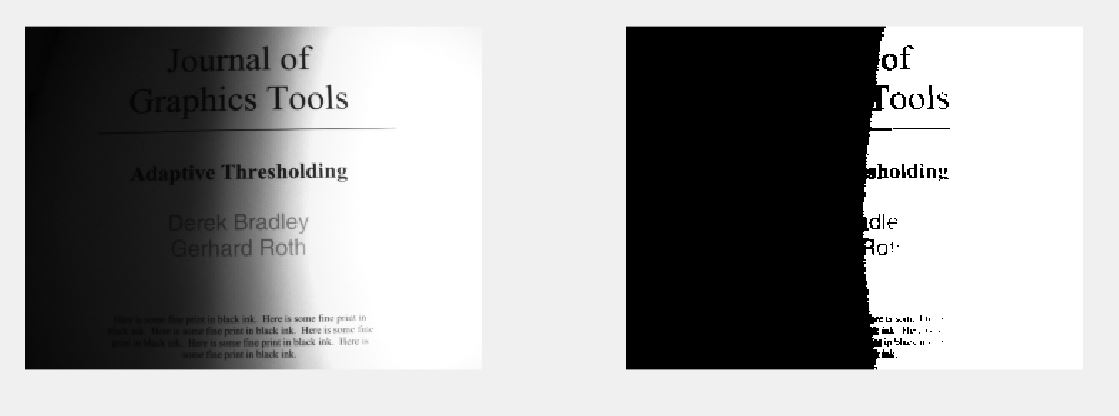 Journal of
Graphics Tools
Adaptive Thresholding
Derek Bradley
Gerhard Roth
Here is some fine print in black ink. Here is some fine print in
black ink. Here is some fine print in black ink. Here is some fine
print in black ink. Here is some fine print in black ink. Here is
some fine print in black ink.
of
Tools
sholding
dle
Rot